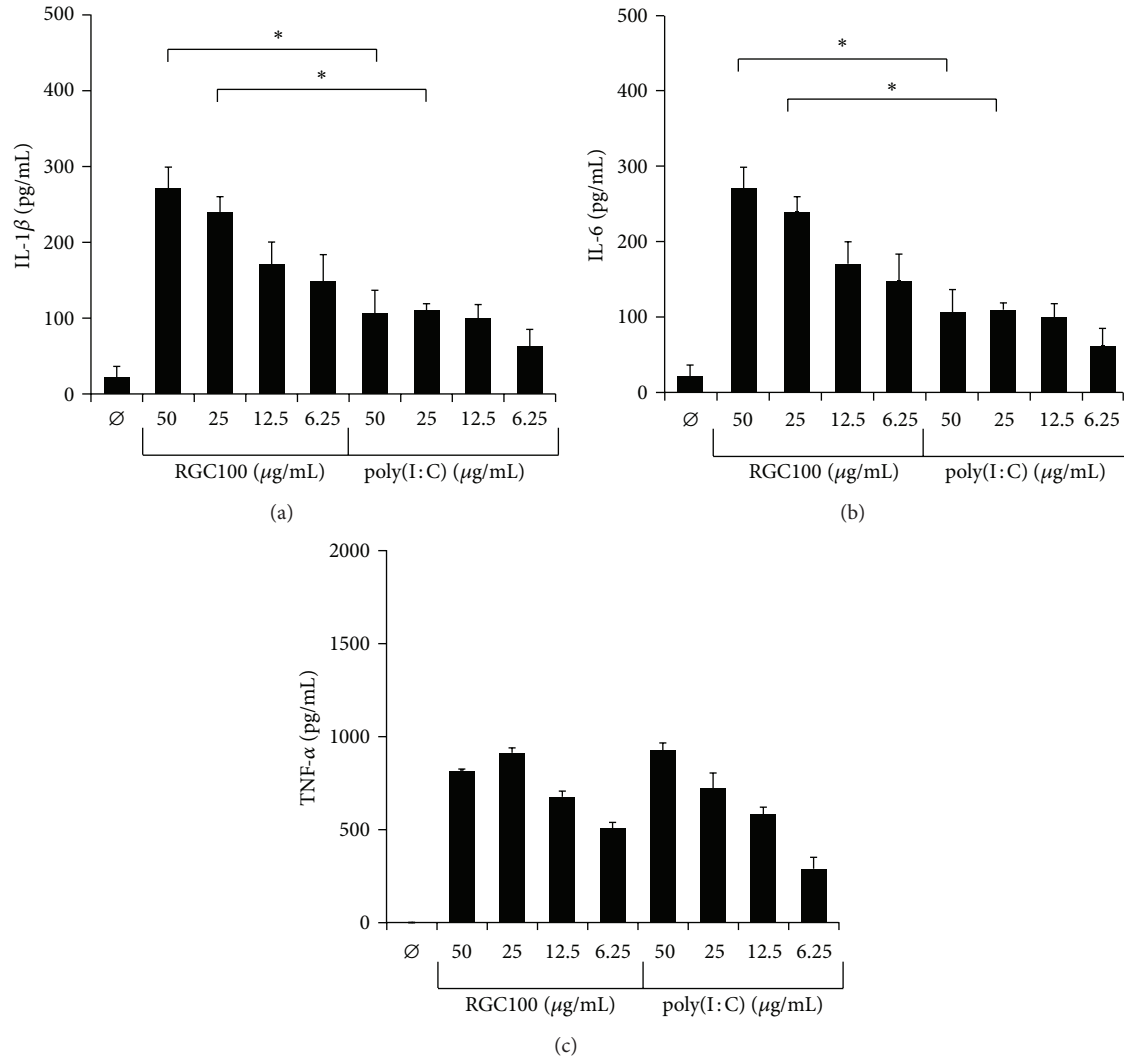 500
400
300
200
100
0
IL-1β (pg/mL)
*
*
∅ 50 25 12.5 6.25 50 25 12.5 6.25
RGC100 (μg/mL) poly(I:C) (μg/mL)
(a)
500
400
300
200
100
0
IL-6 (pg/mL)
*
*
∅ 50 25 12.5 6.25 50 25 12.5 6.25
RGC100 (μg/mL) poly(I:C) (μg/mL)
(b)
2000
1500
1000
500
0
TNF-α (pg/mL)
∅ 50 25 12.5 6.25 50 25 12.5 6.25
RGC100 (μg/mL) poly(I:C) (μg/mL)
(c)